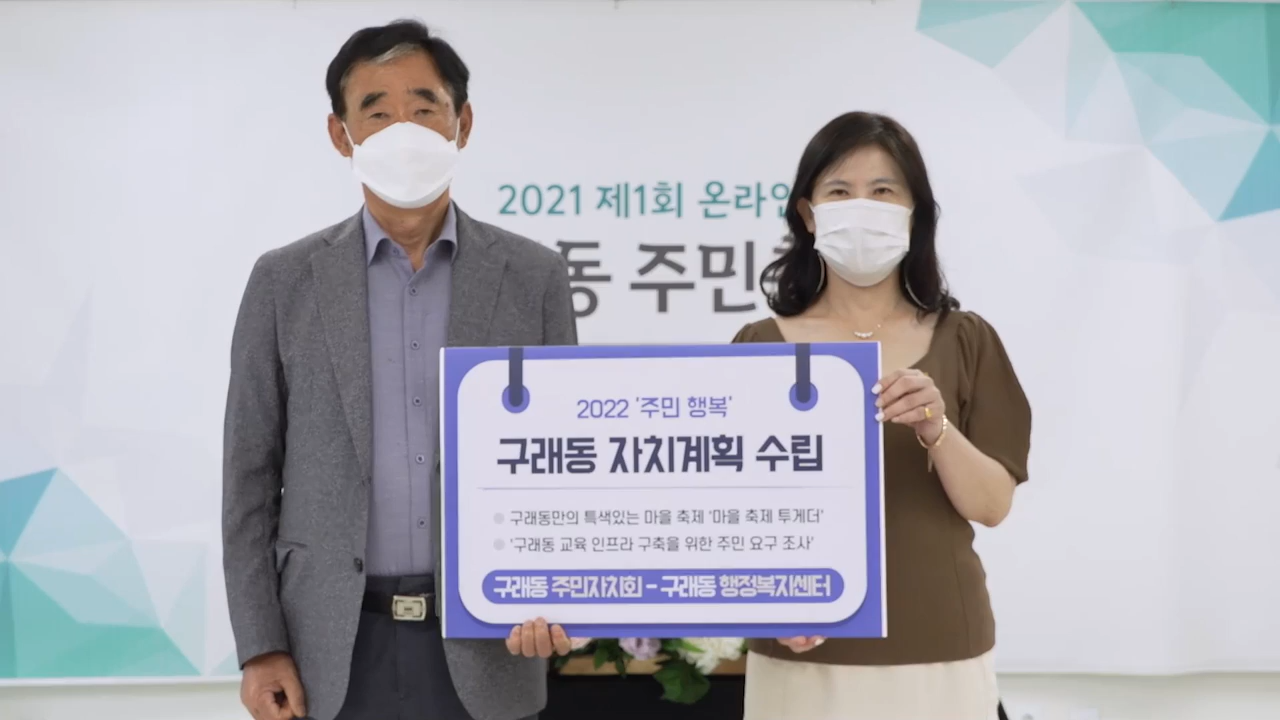 2021 제1회 온라인
동 주민
2022 '주민 행복'
구래동 자치계획 수립
구래동만의 특색있는 마을 축제 '마을 축제 투게더'
'구래동 교육 인프라 구축을 위한 주민 요구 조사'
구래동 주민자치회 - 구래동 행정복지센터